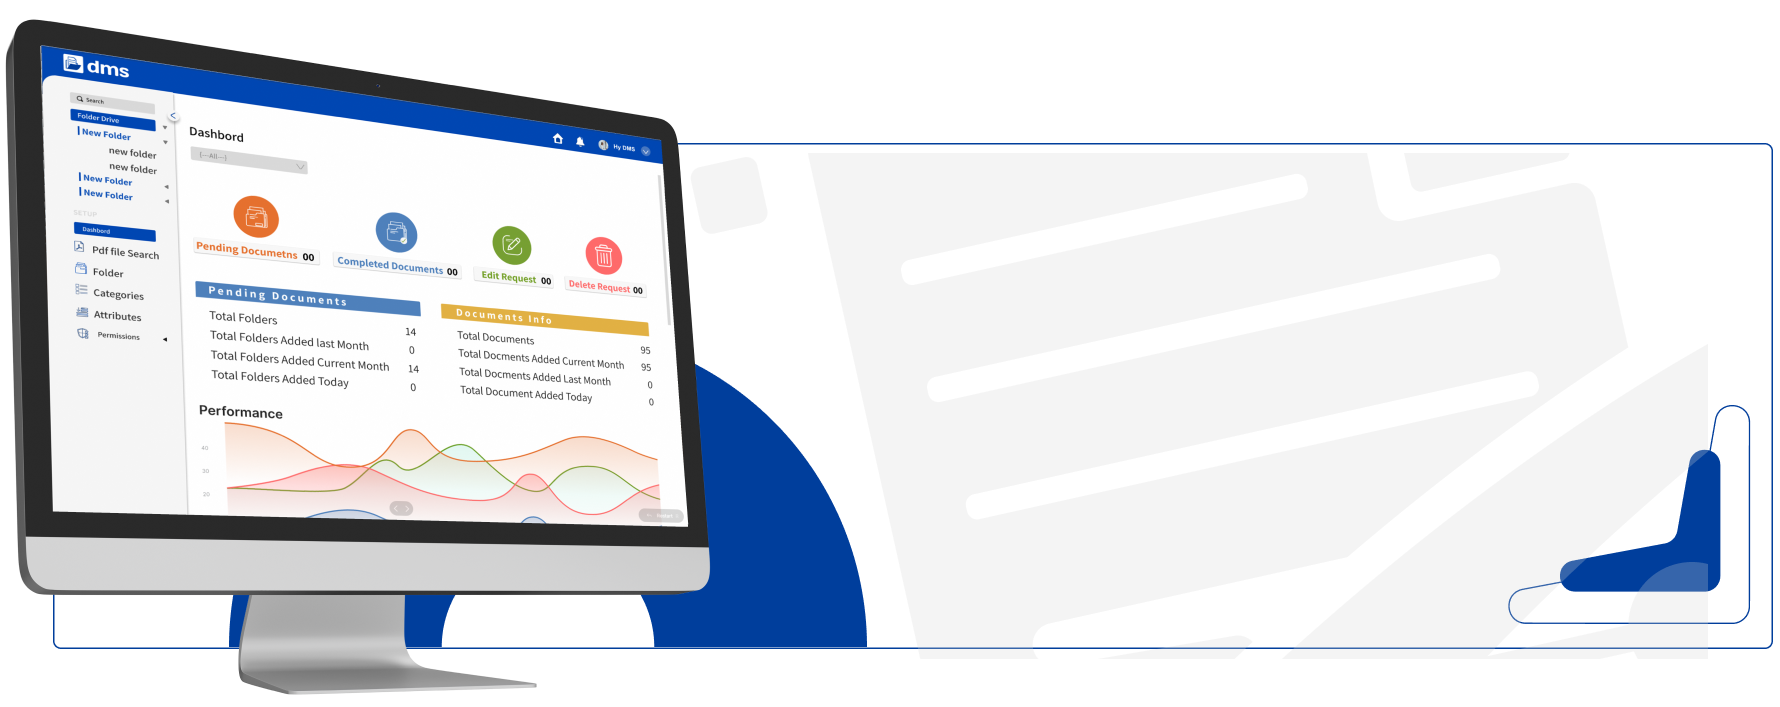 dms
Search
Folder Drive
New Folder
new folder
new folder
New Folder
New Folder
SETUP
Dashbord
Pdf file Search
Folder
Categories
Attributes
Permissions
Hy DMS
Dashbord
[---All---]
Pending Documetns 00
Completed Documents 00
Edit Request 00
Delete Request 00
Pending Documents
Total Folders 14
Total Folders Added last Month 0
Total Folders Added Current Month 14
Total Folders Added Today 0
Documents Info
Total Documents 95
Total Docments Added Current Month 95
Total Docments Added Last Month 0
Total Document Added Today 0
Performance
40
30
20